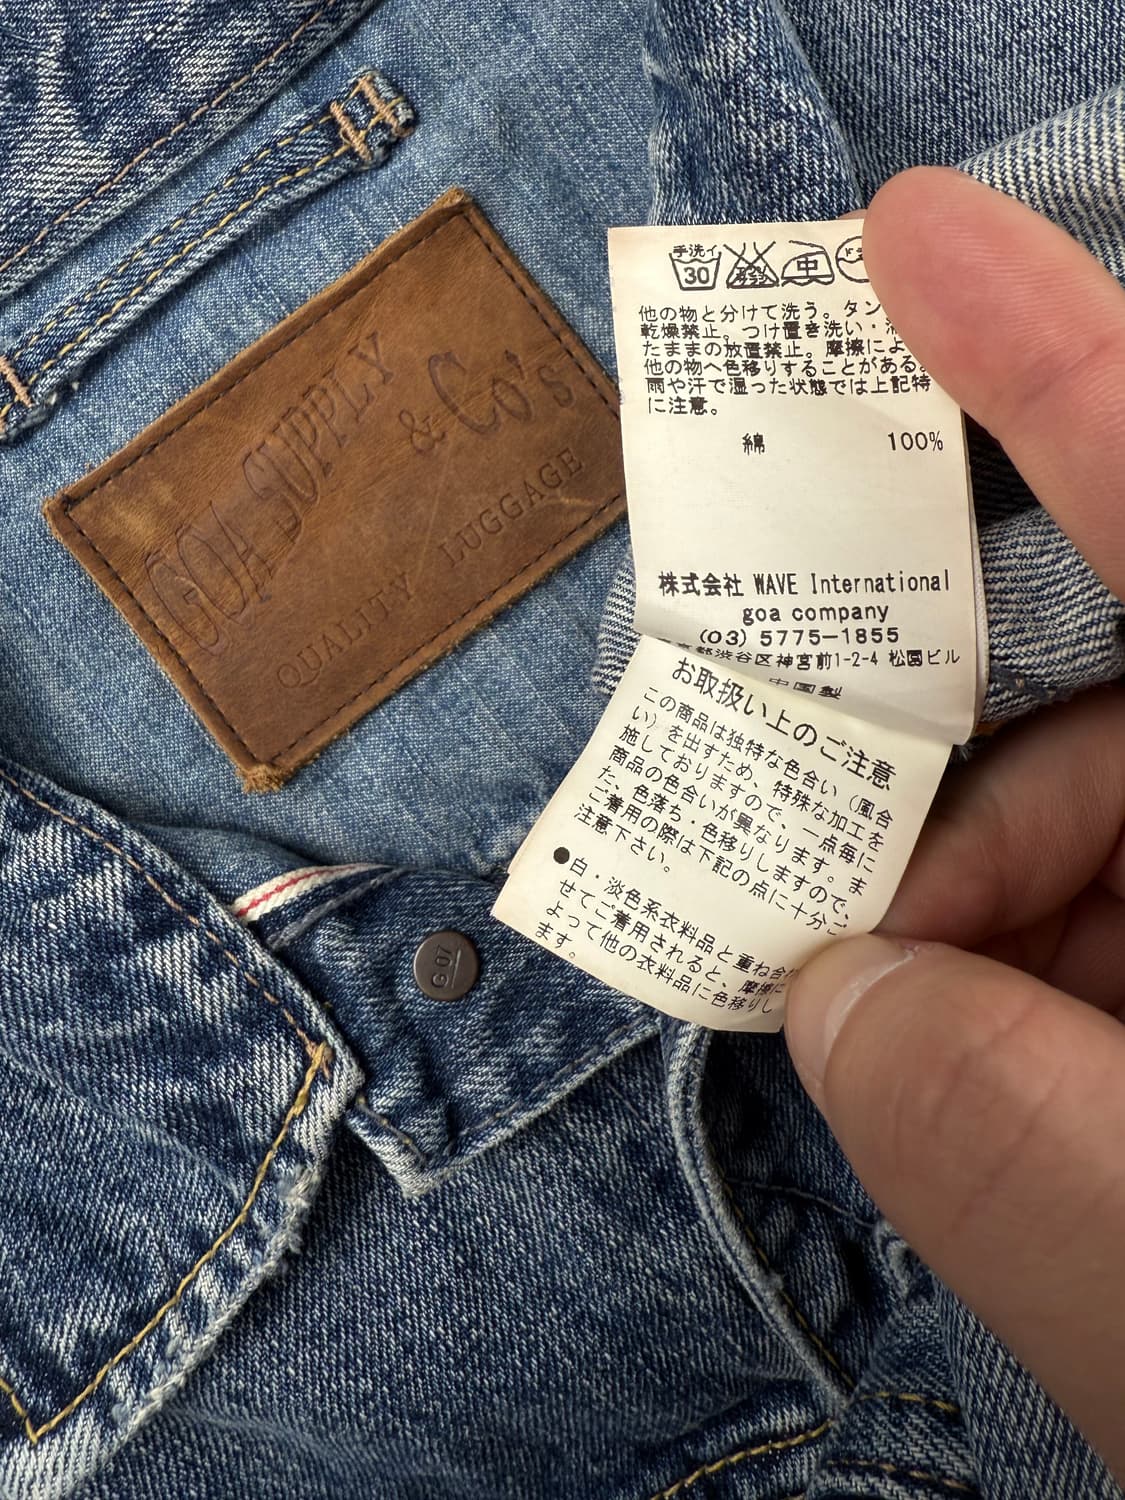 GOA SUPPLY
& Co's
QUALITY LUGGAGE
手洗イ
30
中
他の物と分けて洗う。タン
乾燥禁止。つけ置き洗い・
たままの放置禁止。摩擦によ
他の物へ色移りすることがある。
雨や汗で湿った状態では上記特
に注意。
綿 100%
株式会社 WAVE International
goa company
(03) 5775-1855
渋谷区神宮前1-2-4 松園ビル
中国製
お取扱い上のご注意
この商品は独特な色合い(風合
い)を出すため、特殊な加工を
施しておりますので、一点毎に
商品の色合いが異なります。ま
た、色落ち・色移りしますので、
ご着用の際は下記の点に十分ご
注意下さい。
●白・淡色系衣料品と重ね合
せてご着用されると、摩擦に
よって他の衣料品に色移りし
ます。